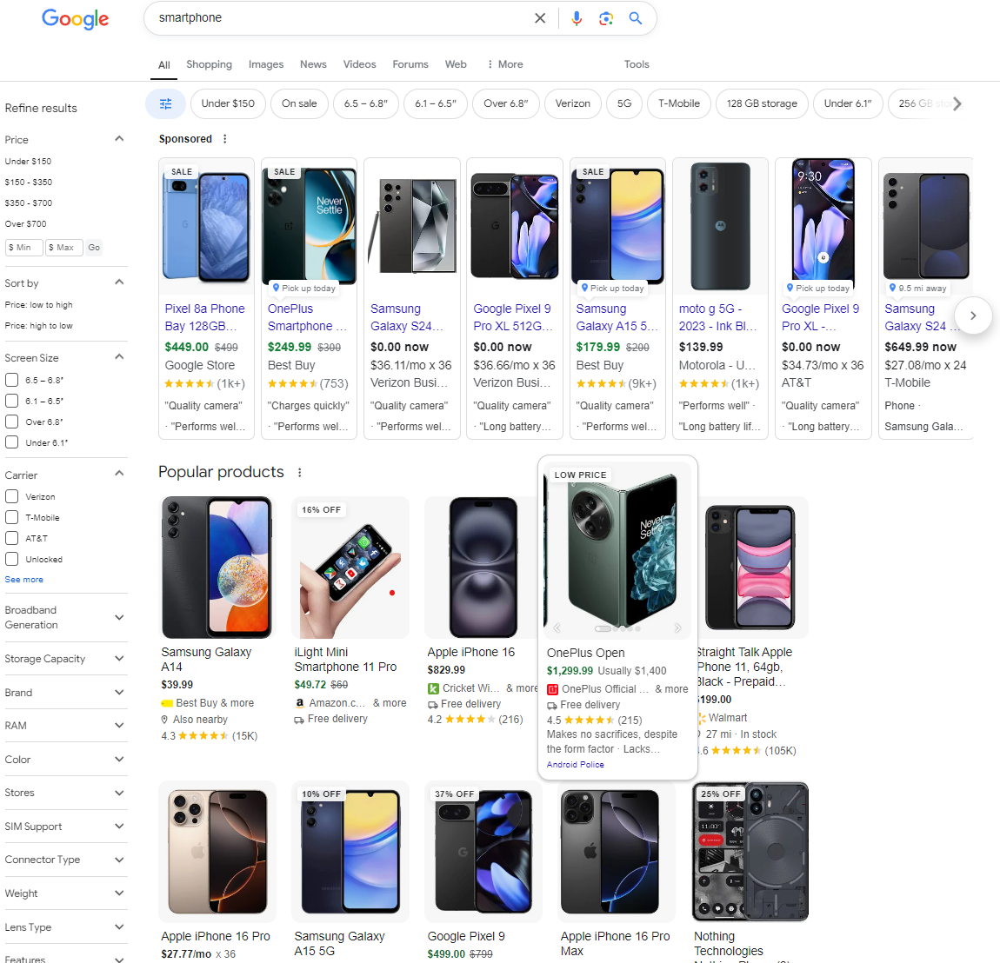 Google
smartphone
All
Shopping
Images
News
Videos
Forums
Web
More
Tools
Under $150
On sale
6.5 – 6.8″
6.1 – 6.5″
Over 6.8″
Verizon
5G
T-Mobile
128 GB storage
Under 6.1″
256 GB
Refine results
Price
Under $150
$150 - $350
$350 - $700
Over $700
$ Min
$ Max
Go
Sort by
Price: low to high
Price: high to low
Screen Size
6.5 – 6.8″
6.1 – 6.5″
Over 6.8″
Under 6.1″
Carrier
Verizon
T-Mobile
AT&T
Unlocked
See more
Broadband
Generation
Storage Capacity
Brand
RAM
Color
Stores
SIM Support
Connector Type
Weight
Lens Type
Features
Sponsored
SALE
Pixel 8a Phone
Bay 128GB...
$449.00 $499
Google Store
(1k+)
"Quality camera"
· "Performs wel...
SALE
Never
Settle
Pick up today
OnePlus
Smartphone ...
$249.99 $300
Best Buy
(753)
"Charges quickly"
· "Performs wel...
Samsung
Galaxy S24...
$0.00 now
$36.11/mo x 36
Verizon Busi...
"Quality camera"
· "Performs wel...
Google Pixel 9
Pro XL 512G...
$0.00 now
$36.66/mo x 36
Verizon Busi...
"Quality camera"
· "Long battery...
SALE
Pick up today
Samsung
Galaxy A15 5...
$179.99 $200
Best Buy
(9k+)
"Quality camera"
· "Performs wel...
moto g 5G -
2023 - Ink Bl...
$139.99
Motorola - U...
(1k+)
"Performs well" ·
"Long battery lif...
9:30
Pick up today
Google Pixel 9
Pro XL -...
$0.00 now
$34.73/mo x 36
AT&T
"Quality camera"
· "Long battery...
9.5 mi away
Samsung
Galaxy S24 ...
$649.99 now
$27.08/mo x 24
T-Mobile
Phone ·
Samsung Gala...
Popular products
Samsung Galaxy
A14
$39.99
Best Buy & more
Also nearby
4.3 (15K)
16% OFF
iLight Mini
Smartphone 11 Pro
$49.72 $60
Amazon.c... & more
Free delivery
Apple iPhone 16
$829.99
Cricket Wi... & more
Free delivery
4.2 (216)
LOW PRICE
Never
Settle
OnePlus Open
$1,299.99 Usually $1,400
OnePlus Official ... & more
Free delivery
4.5 (215)
Makes no sacrifices, despite
the form factor · Lacks...
Android Police
Straight Talk Apple
iPhone 11, 64gb,
Black - Prepaid...
$199.00
Walmart
27 mi · In stock
4.6 (105K)
Apple iPhone 16 Pro
$27.77/mo x 36
10% OFF
Samsung Galaxy
A15 5G
37% OFF
Google Pixel 9
$499.00 $799
Apple iPhone 16 Pro
Max
25% OFF
11:00
Nothing
Technologies